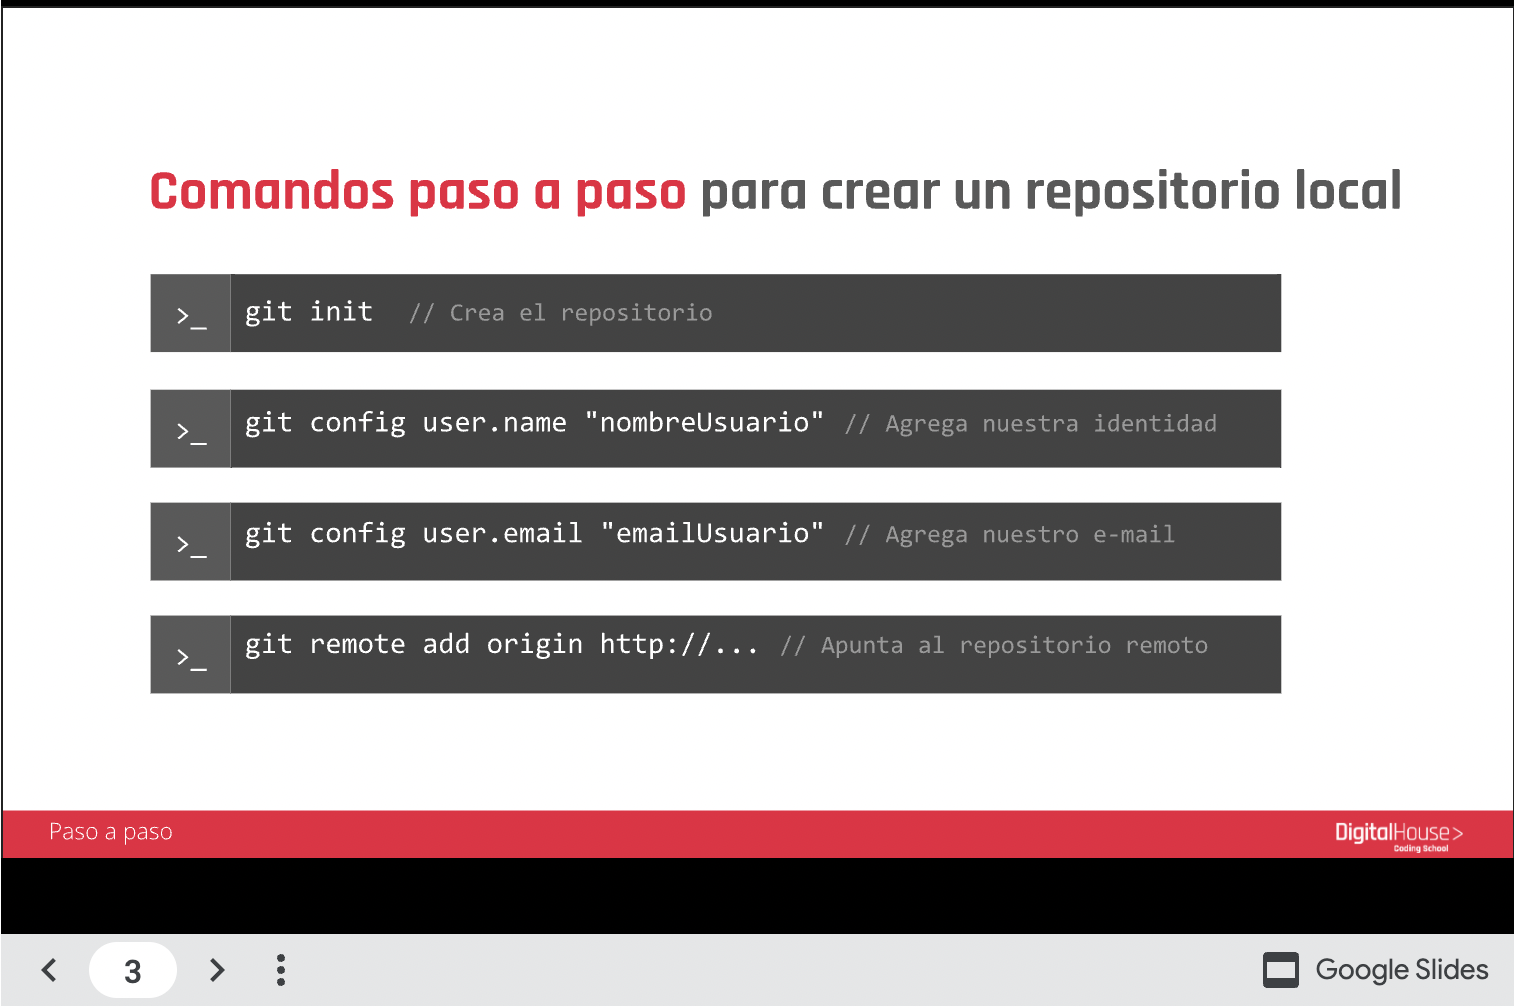 Comandos paso a paso para crear un repositorio local
>_ git init // Crea el repositorio
>_ git config user.name "nombreUsuario" // Agrega nuestra identidad
>_ git config user.email "emailUsuario" // Agrega nuestro e-mail
>_ git remote add origin http://... // Apunta al repositorio remoto
Paso a paso
DigitalHouse>
Coding School
3
Google Slides